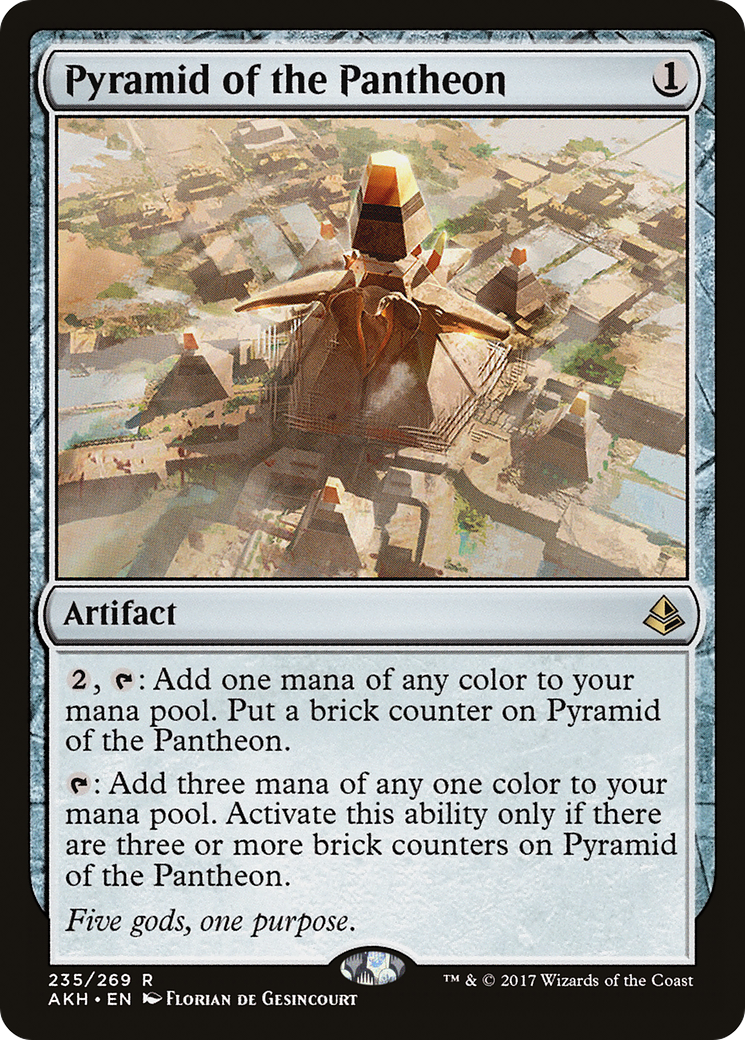 Pyramid of the Pantheon 1
Artifact
2, T: Add one mana of any color to your
mana pool. Put a brick counter on Pyramid
of the Pantheon.
T: Add three mana of any one color to your
mana pool. Activate this ability only if there
are three or more brick counters on Pyramid
of the Pantheon.
Five gods, one purpose.
235/269 R
™ & © 2017 Wizards of the Coast
AKH • EN Florian de Gesincourt